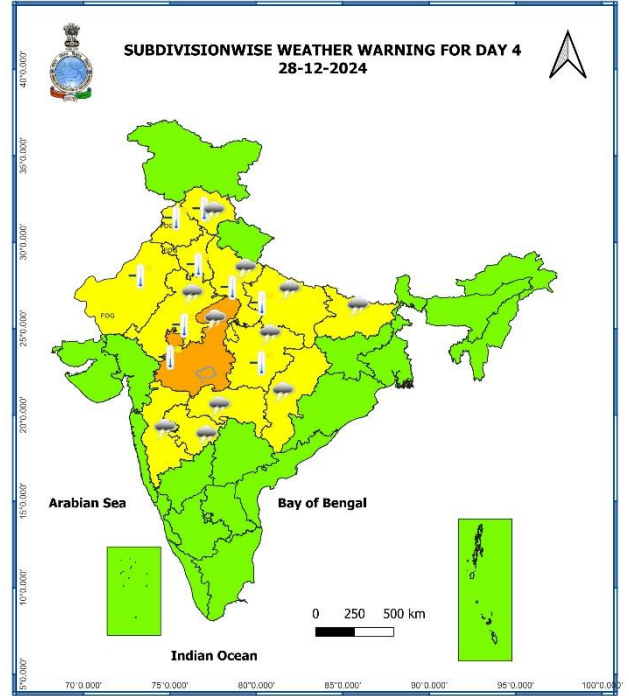 SUBDIVISIONWISE WEATHER WARNING FOR DAY 4
28-12-2024
40°0.000'
35°0.000'
30°0.000'
25°0.000'
20°0.000'
15°0.000'
10°0.000'
5°0.000'
FOG
Arabian Sea
Bay of Bengal
0 250 500 km
Indian Ocean
70°0.000' 75°0.000' 80°0.000' 85°0.000' 90°0.000' 95°0.000' 100°0.000'